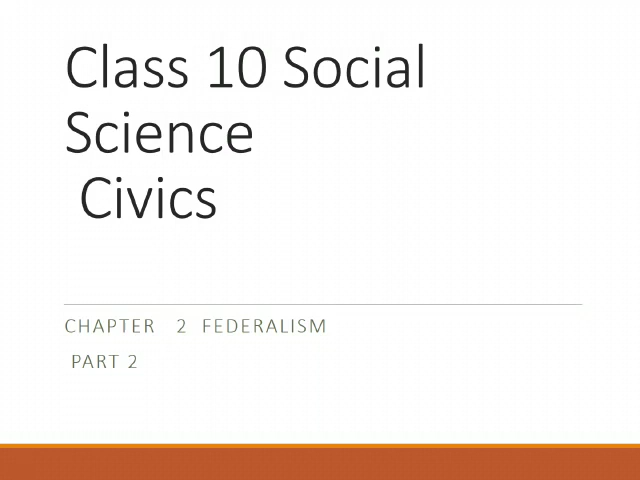 Class 10 Social
Science
Civics
CHAPTER 2 FEDERALISM
PART 2